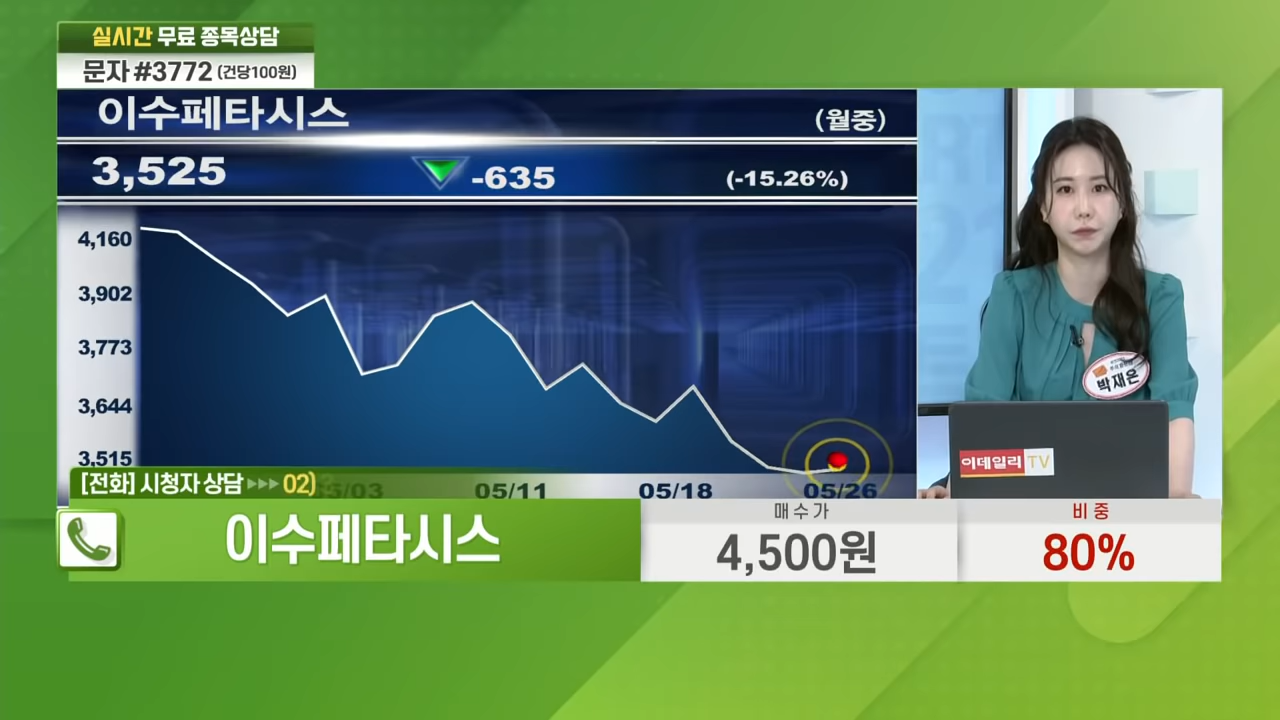 실시간 무료 종목상담
문자 #3772 (건당100원)
이수페타시스 (월중)
3,525 -635 (-15.26%)
4,160
3,902
3,773
3,644
3,515
05/11 05/18 05/26
[전화] 시청자 상담 ▸▸▸ 02)
이수페타시스
매수가
4,500원
비중
80%
박재은
이데일리 TV